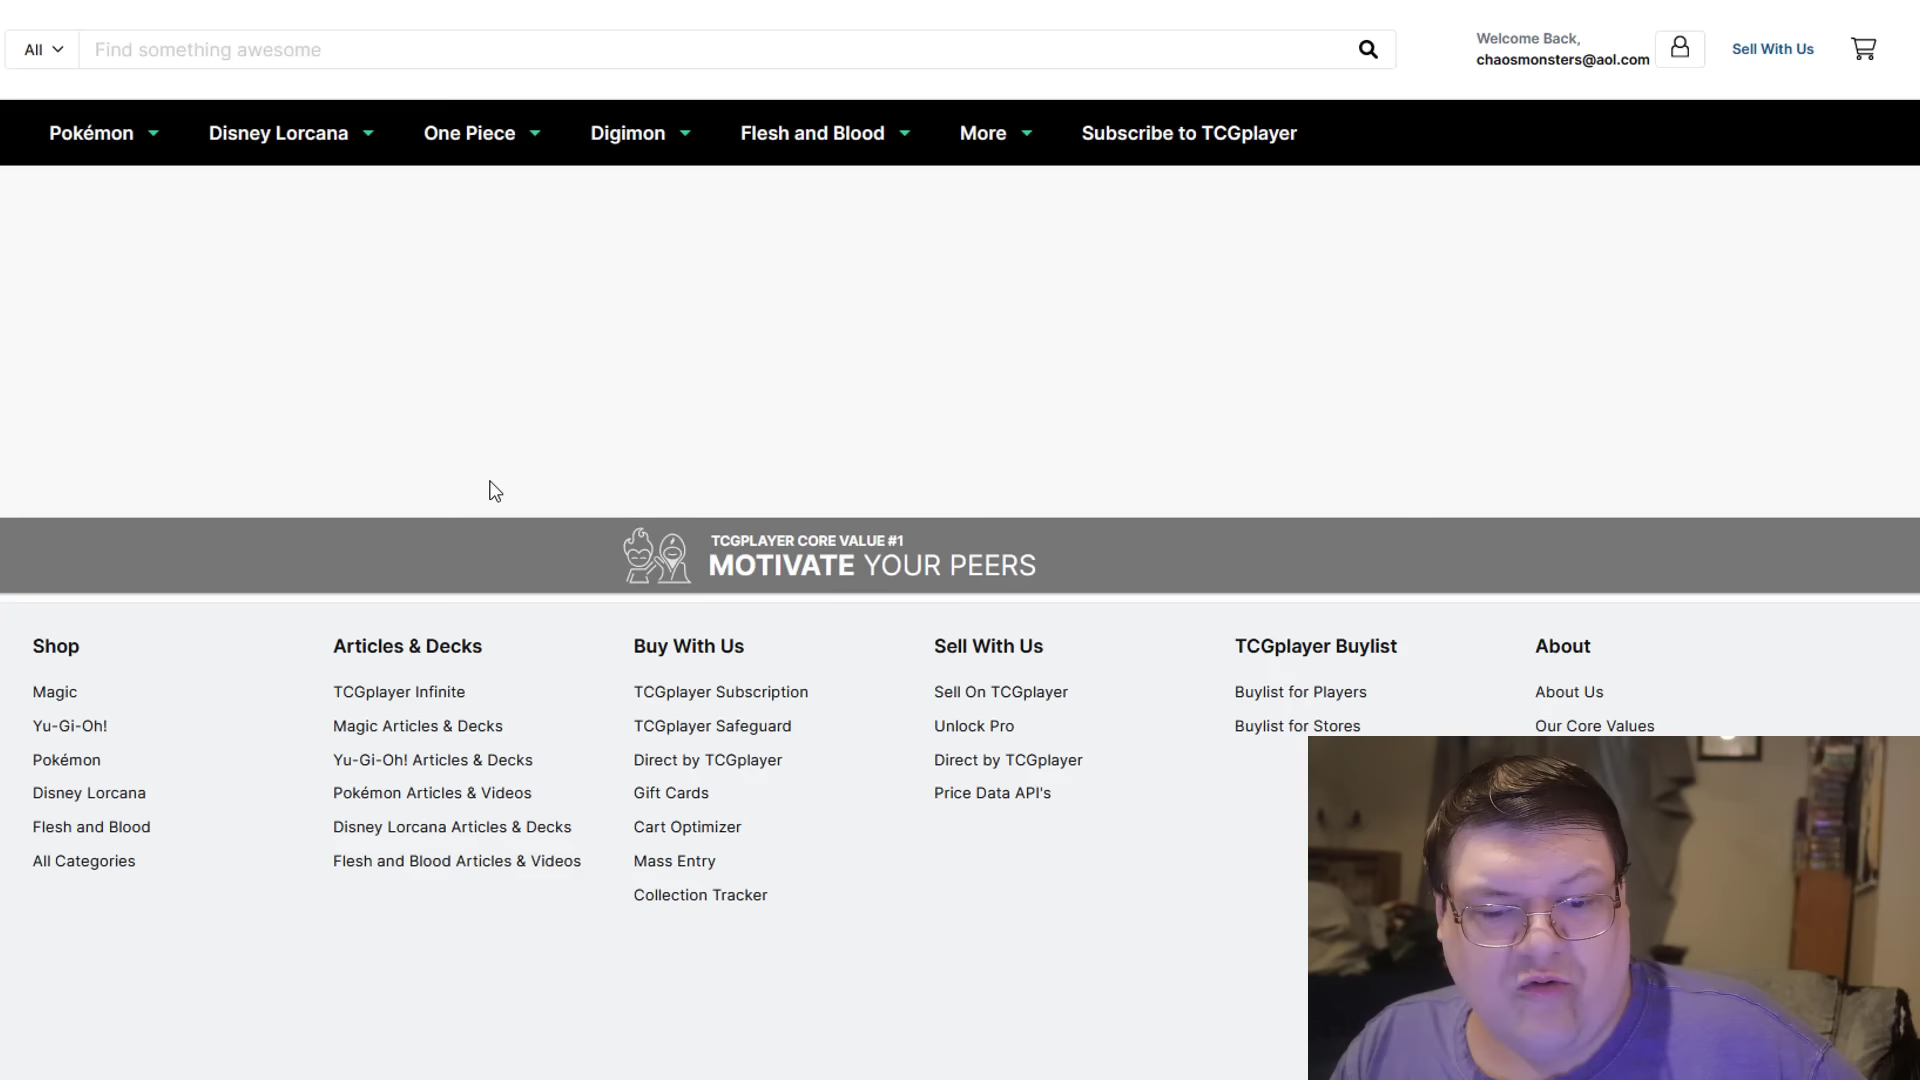 All
Find something awesome
Welcome Back,
chaosmonsters@aol.com
Sell With Us
Pokémon
Disney Lorcana
One Piece
Digimon
Flesh and Blood
More
Subscribe to TCGplayer
TCGPLAYER CORE VALUE #1
MOTIVATE YOUR PEERS
Shop
Magic
Yu-Gi-Oh!
Pokémon
Disney Lorcana
Flesh and Blood
All Categories
Articles & Decks
TCGplayer Infinite
Magic Articles & Decks
Yu-Gi-Oh! Articles & Decks
Pokémon Articles & Videos
Disney Lorcana Articles & Decks
Flesh and Blood Articles & Videos
Buy With Us
TCGplayer Subscription
TCGplayer Safeguard
Direct by TCGplayer
Gift Cards
Cart Optimizer
Mass Entry
Collection Tracker
Sell With Us
Sell On TCGplayer
Unlock Pro
Direct by TCGplayer
Price Data API's
TCGplayer Buylist
Buylist for Players
Buylist for Stores
About
About Us
Our Core Values